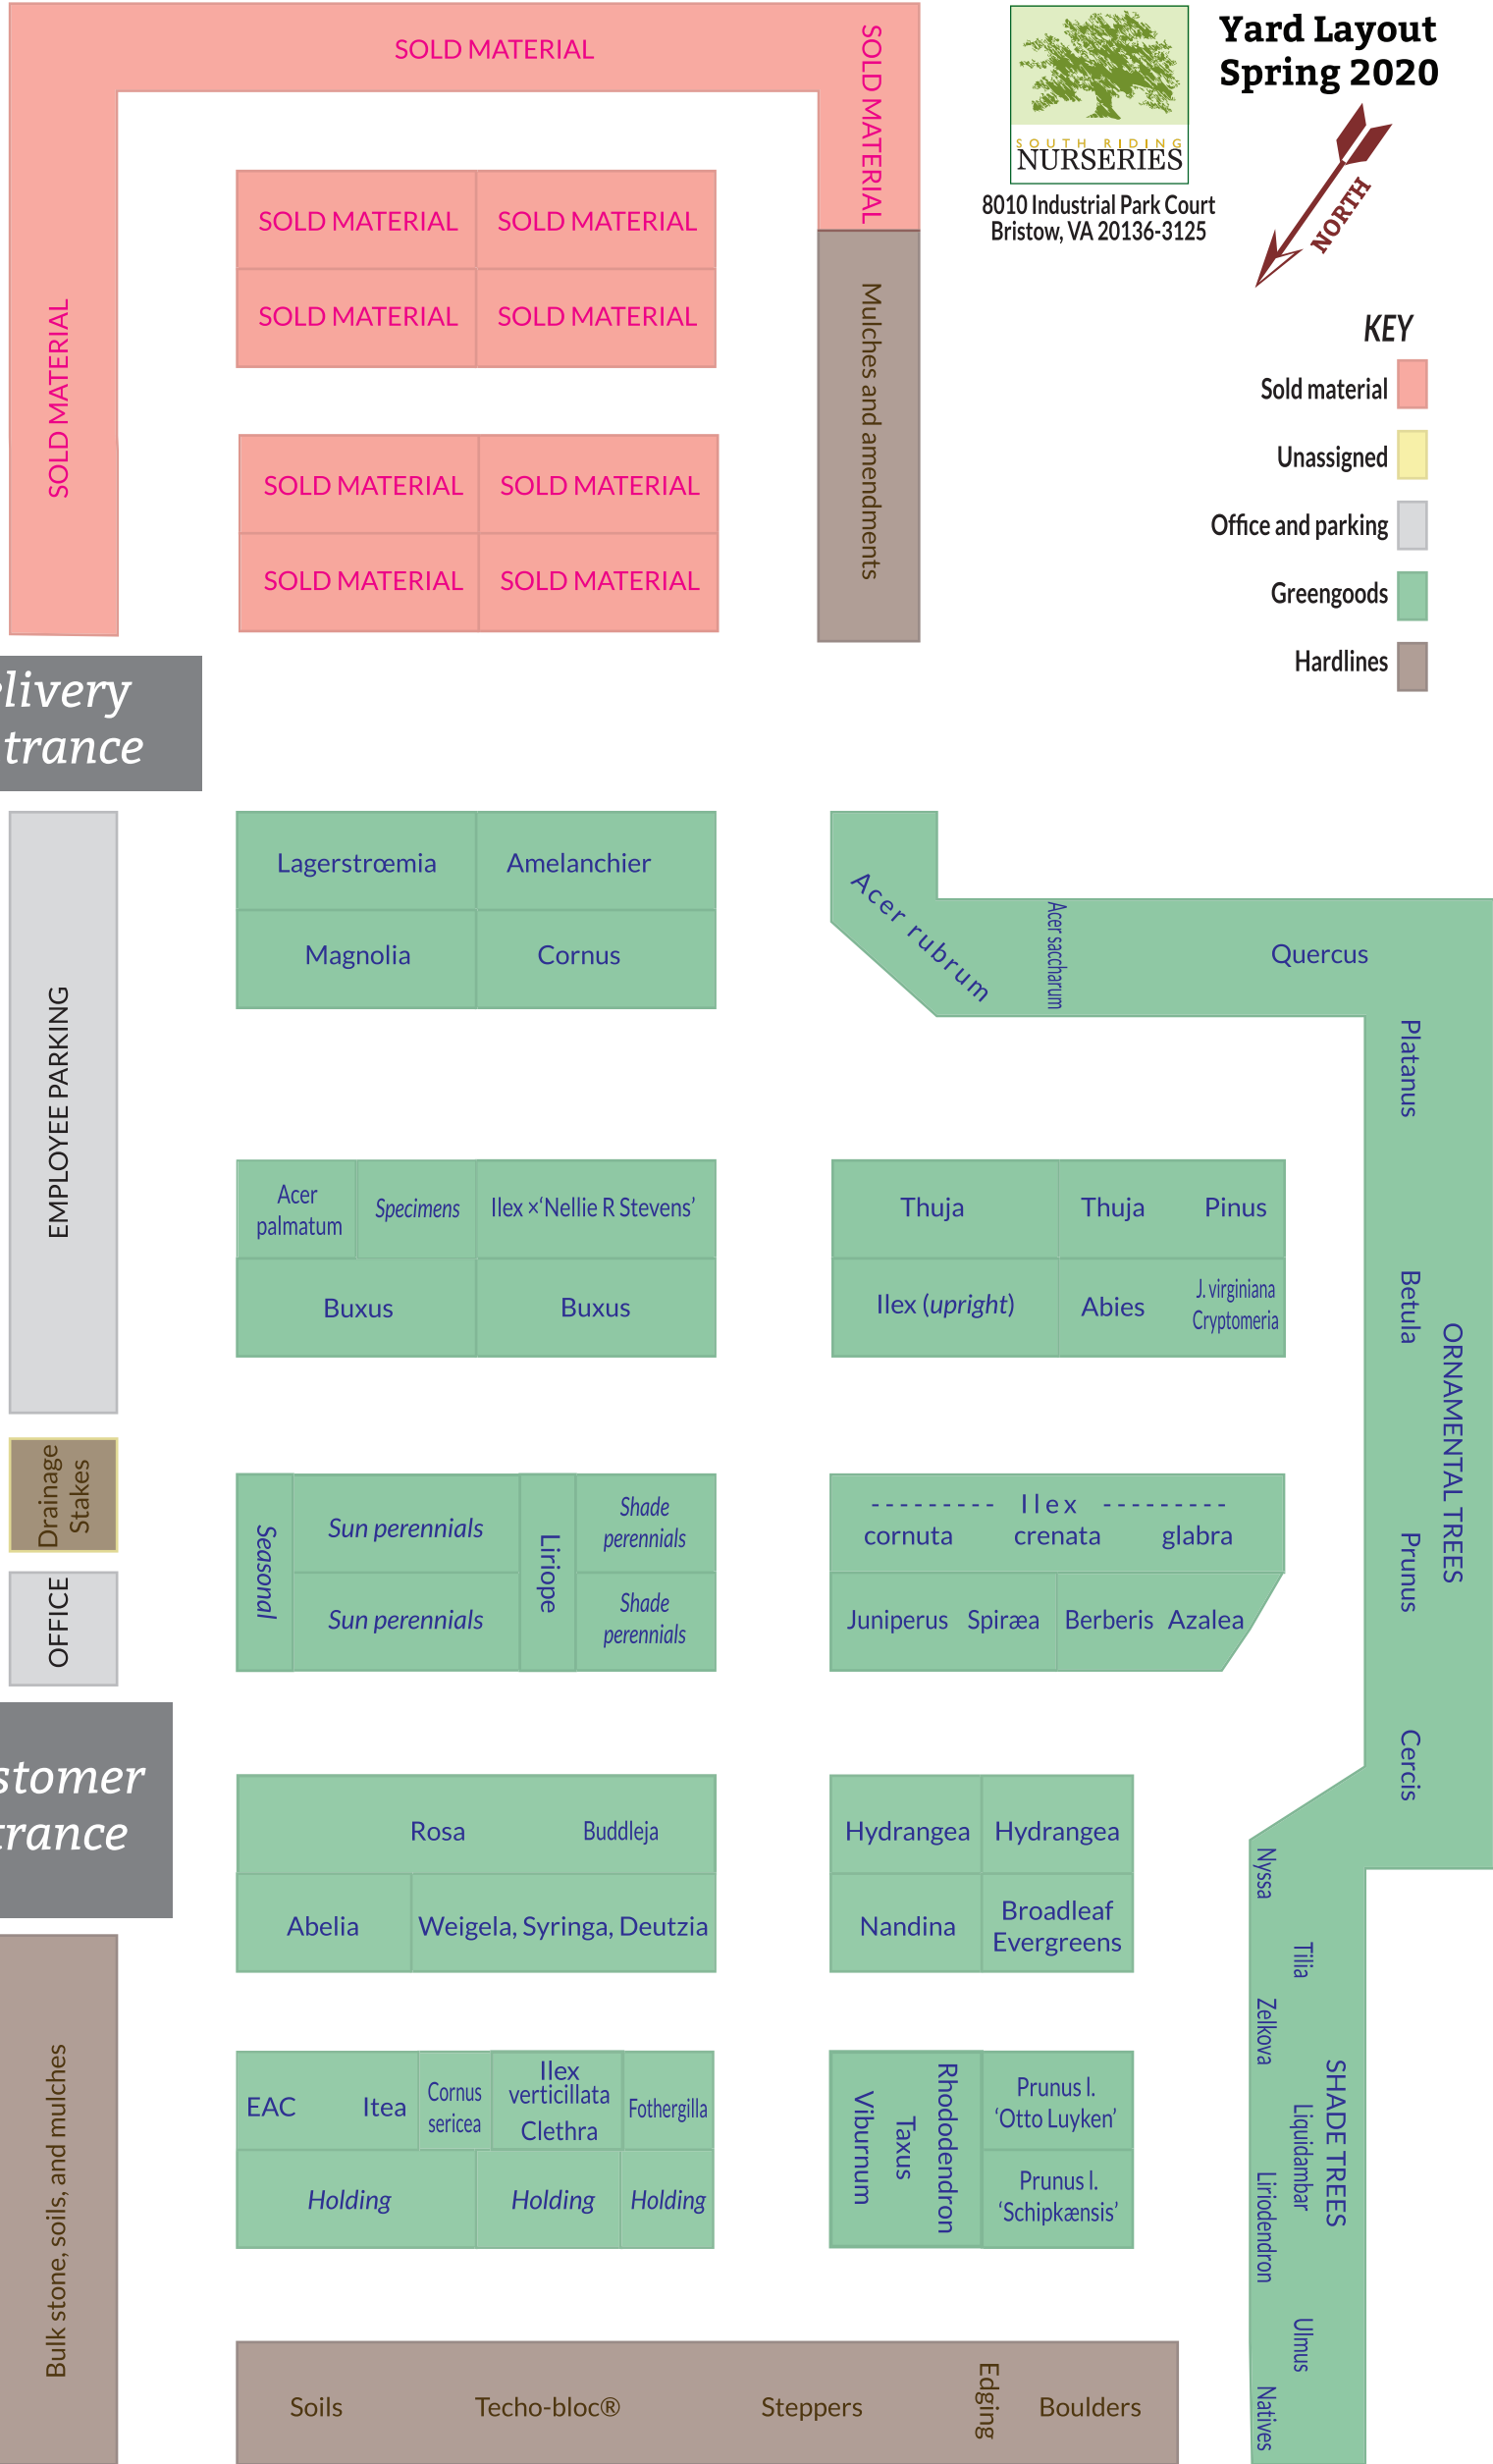 SOLD MATERIAL
SOLD MATERIAL
SOLD MATERIAL
SOUTH RIDING
NURSERIES
8010 Industrial Park Court
Bristow, VA 20136-3125
Yard Layout
Spring 2020
NORTH
KEY
Sold material
Unassigned
Office and parking
Greengoods
Hardlines
SOLD MATERIAL
SOLD MATERIAL
SOLD MATERIAL
SOLD MATERIAL
SOLD MATERIAL
SOLD MATERIAL
SOLD MATERIAL
SOLD MATERIAL
Mulches and amendments
elivery
trance
EMPLOYEE PARKING
Lagerstrœmia
Amelanchier
Magnolia
Cornus
Acer rubrum
Acer saccharum
Quercus
Platanus
Betula
Prunus
Cercis
ORNAMENTAL TREES
Acer
palmatum
Specimens
Ilex ×‘Nellie R Stevens’
Buxus
Buxus
Thuja
Thuja
Pinus
Ilex (upright)
Abies
J. virginiana
Cryptomeria
Drainage
Stakes
OFFICE
Seasonal
Sun perennials
Sun perennials
Liriope
Shade
perennials
Shade
perennials
--------- Ilex ---------
cornuta crenata glabra
Juniperus Spiræa
Berberis Azalea
stomer
trance
Rosa
Buddleja
Abelia
Weigela, Syringa, Deutzia
Hydrangea
Hydrangea
Nandina
Broadleaf
Evergreens
Nyssa
Tilia
Zelkova
SHADE TREES
Liquidambar
Liriodendron
Ulmus
Natives
Bulk stone, soils, and mulches
EAC
Itea
Cornus
sericea
Ilex
verticillata
Clethra
Fothergilla
Holding
Holding
Holding
Viburnum
Taxus
Rhododendron
Prunus l.
‘Otto Luyken’
Prunus l.
‘Schipkænsis’
Soils
Techo-bloc®
Steppers
Edging
Boulders